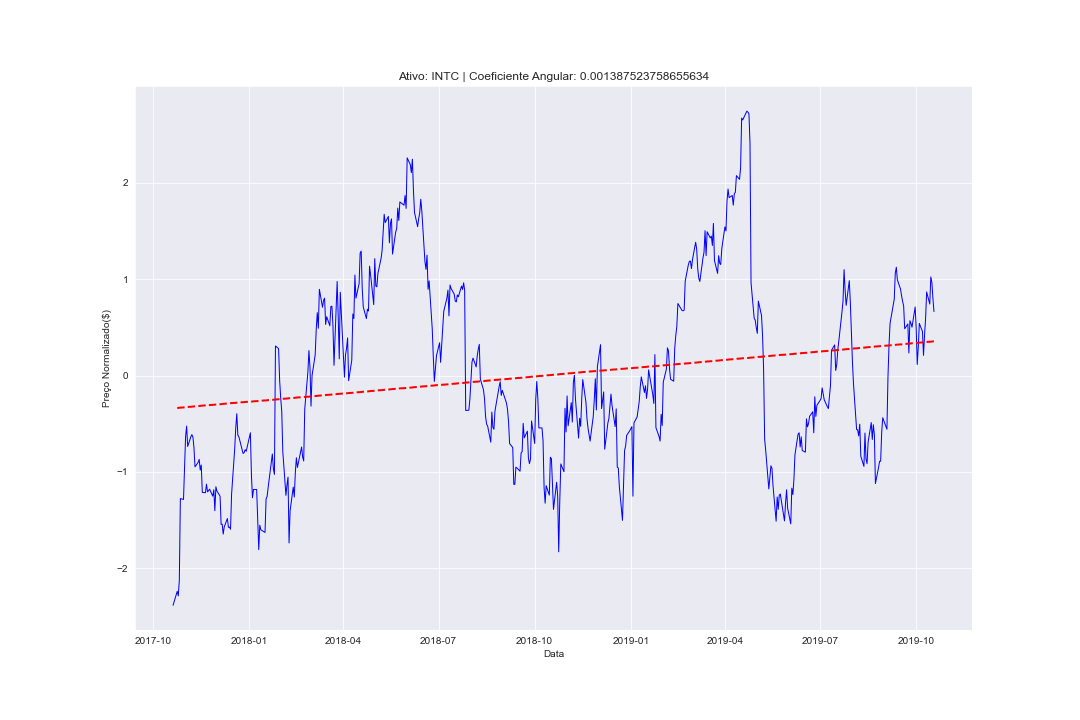 Ativo: INTC | Coeficiente Angular: 0.001387523758655634
Preço Normalizado($)
2
1
0
−1
−2
2017-10 2018-01 2018-04 2018-07 2018-10 2019-01 2019-04 2019-07 2019-10
Data